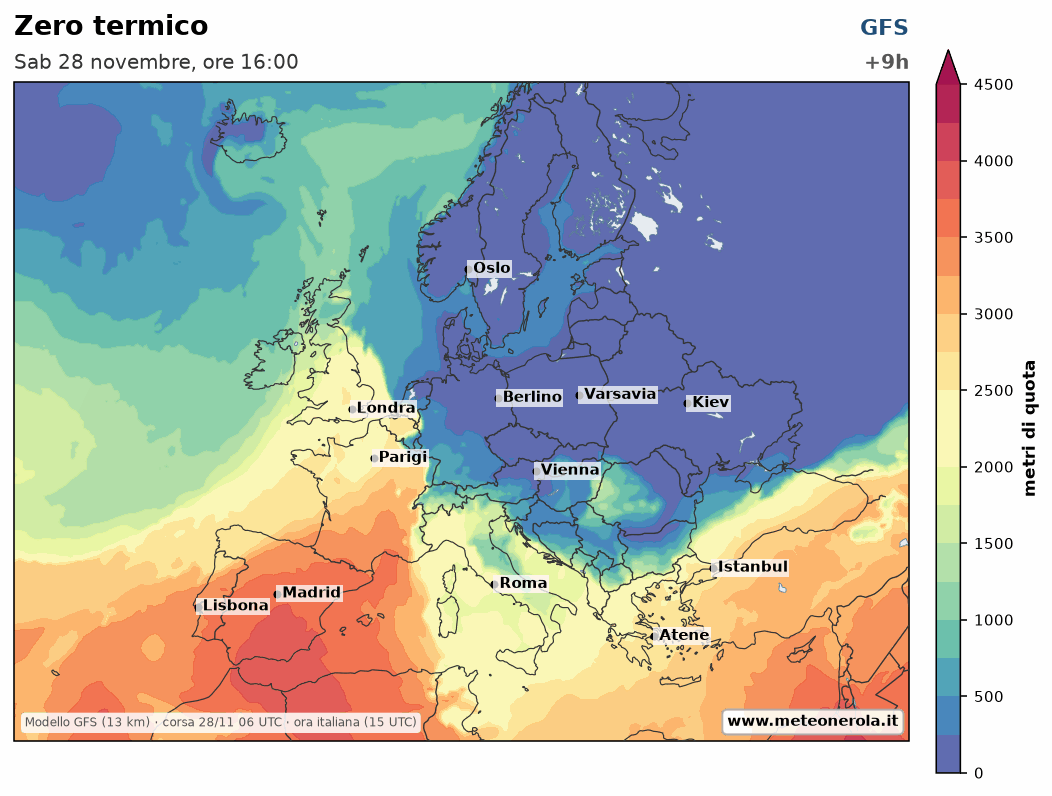 Zero termico
GFS
Sab 28 novembre, ore 16:00
+9h
4500
4000
3500
3000
2500
2000
1500
1000
500
0
metri di quota
Oslo
Berlino
Varsavia
Kiev
Londra
Parigi
Vienna
Istanbul
Roma
Madrid
Lisbona
Atene
Modello GFS (13 km) · corsa 28/11 06 UTC · ora italiana (15 UTC)
www.meteonerola.it